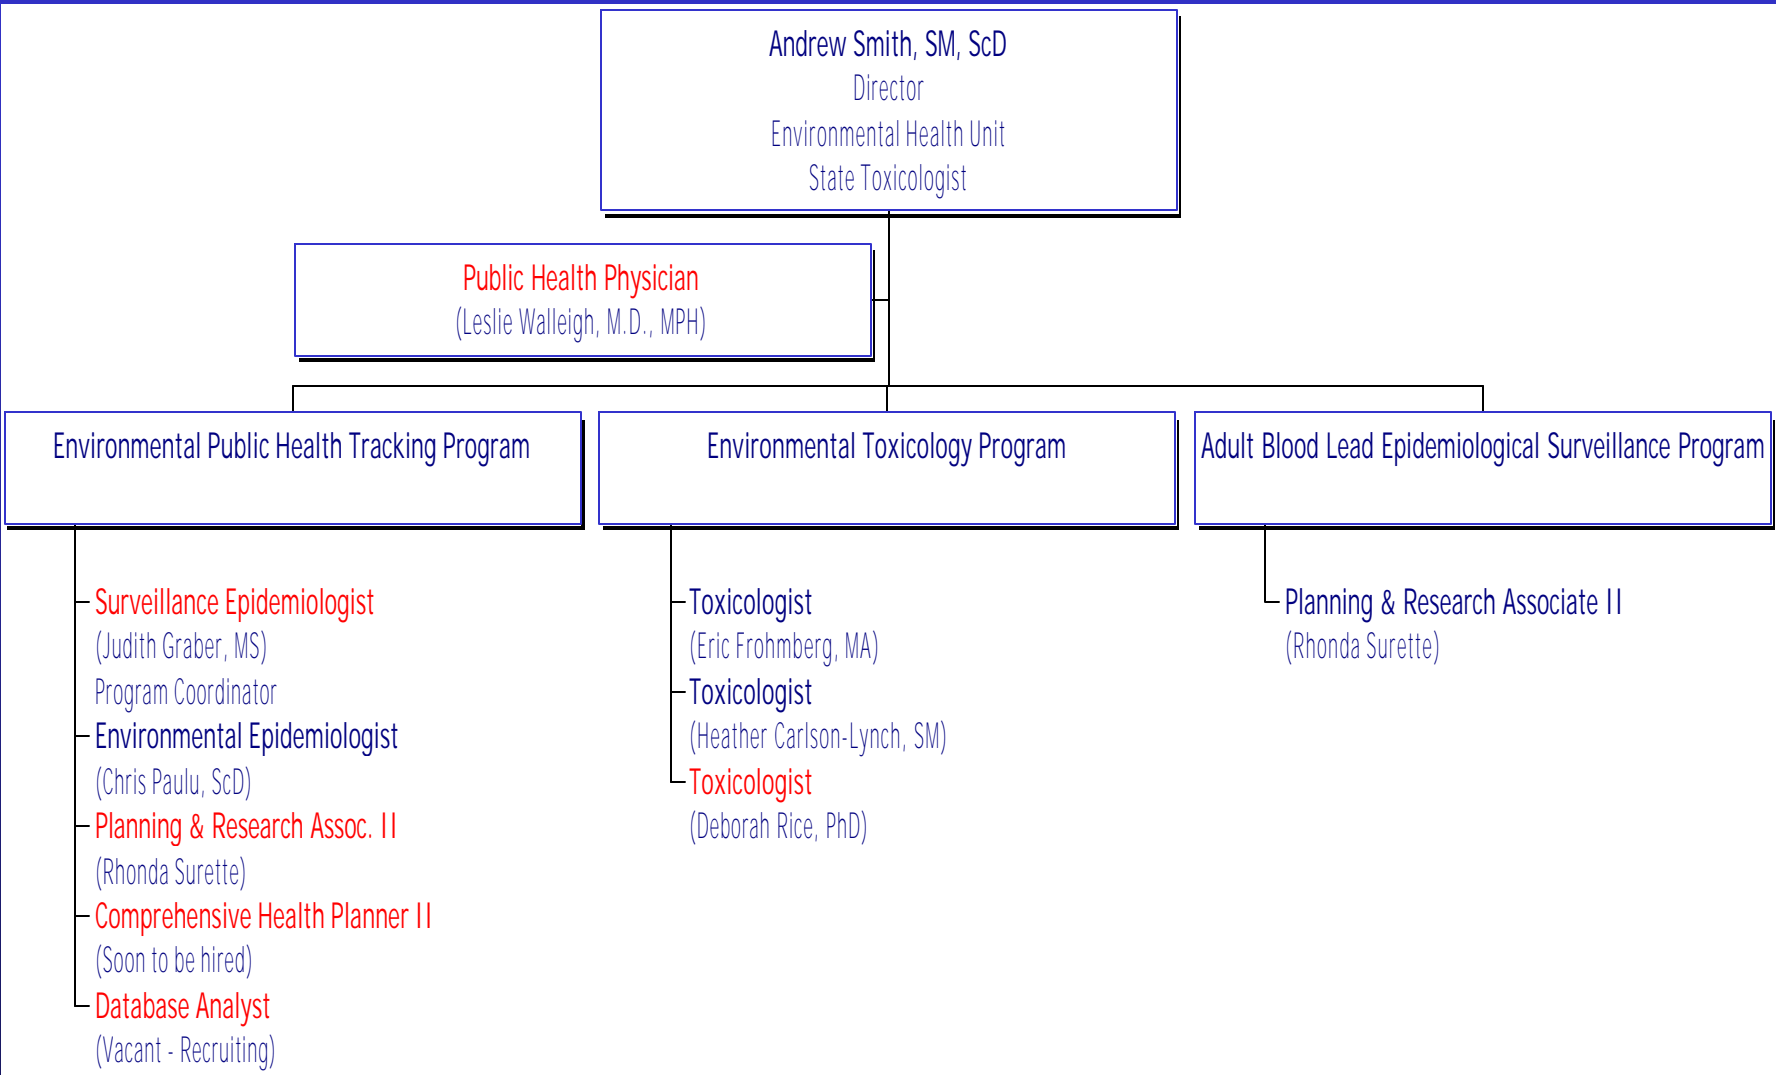 Andrew Smith, SM, ScD
Director
Environmental Health Unit
State Toxicologist
Public Health Physician
(Leslie Walleigh, M.D., MPH)
Environmental Public Health Tracking Program
Surveillance Epidemiologist
(Judith Graber, MS)
Program Coordinator
Environmental Epidemiologist
(Chris Paulu, ScD)
Planning & Research Assoc. II
(Rhonda Surette)
Comprehensive Health Planner II
(Soon to be hired)
Database Analyst
(Vacant - Recruiting)
Environmental Toxicology Program
Toxicologist
(Eric Frohmberg, MA)
Toxicologist
(Heather Carlson-Lynch, SM)
Toxicologist
(Deborah Rice, PhD)
Adult Blood Lead Epidemiological Surveillance Program
Planning & Research Associate II
(Rhonda Surette)